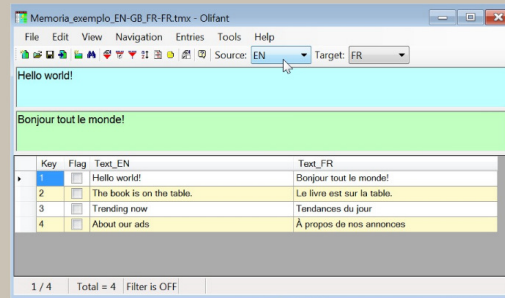 Memoria_exemplo_EN-GB_FR-FR.tmx - Olifant
File Edit View Navigation Entries Tools Help
Source: EN Target: FR
Hello world!
Bonjour tout le monde!
Key Flag Text_EN Text_FR
1 Hello world! Bonjour tout le monde!
2 The book is on the table. Le livre est sur la table.
3 Trending now Tendances du jour
4 About our ads À propos de nos annonces
1 / 4 Total = 4 Filter is OFF